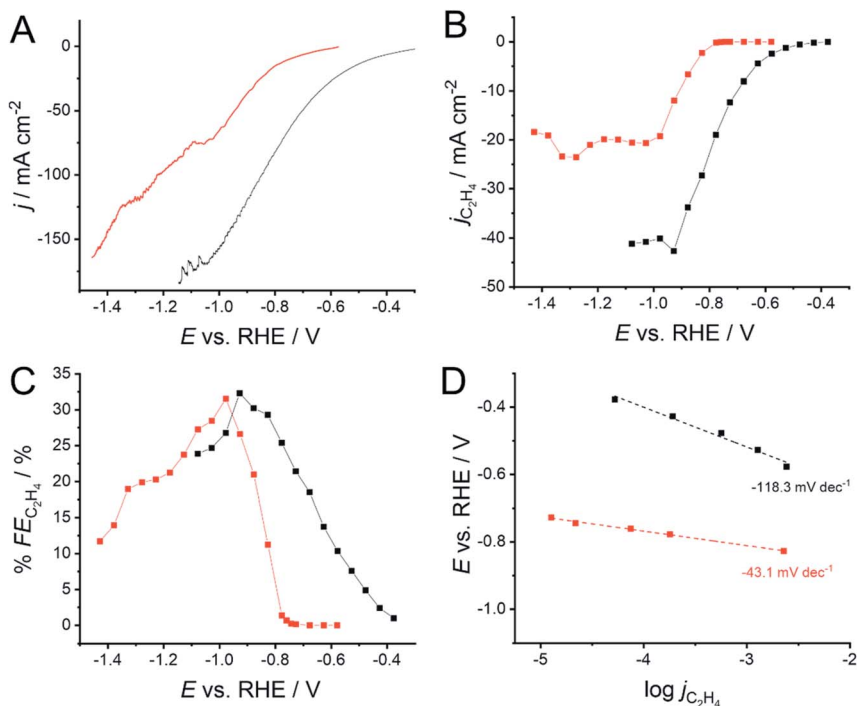 A
0
-50
-100
-150
j / mA cm⁻²
-1.4 -1.2 -1.0 -0.8 -0.6 -0.4
E vs. RHE / V
B
0
-10
-20
-30
-40
-50
j_C₂H₄ / mA cm⁻²
-1.4 -1.2 -1.0 -0.8 -0.6 -0.4
E vs. RHE / V
C
35
30
25
20
15
10
5
0
% FE_C₂H₄ / %
-1.4 -1.2 -1.0 -0.8 -0.6 -0.4
E vs. RHE / V
D
-0.4
-0.6
-0.8
-1.0
E vs. RHE / V
-118.3 mV dec⁻¹
-43.1 mV dec⁻¹
-5 -4 -3 -2
log j_C₂H₄